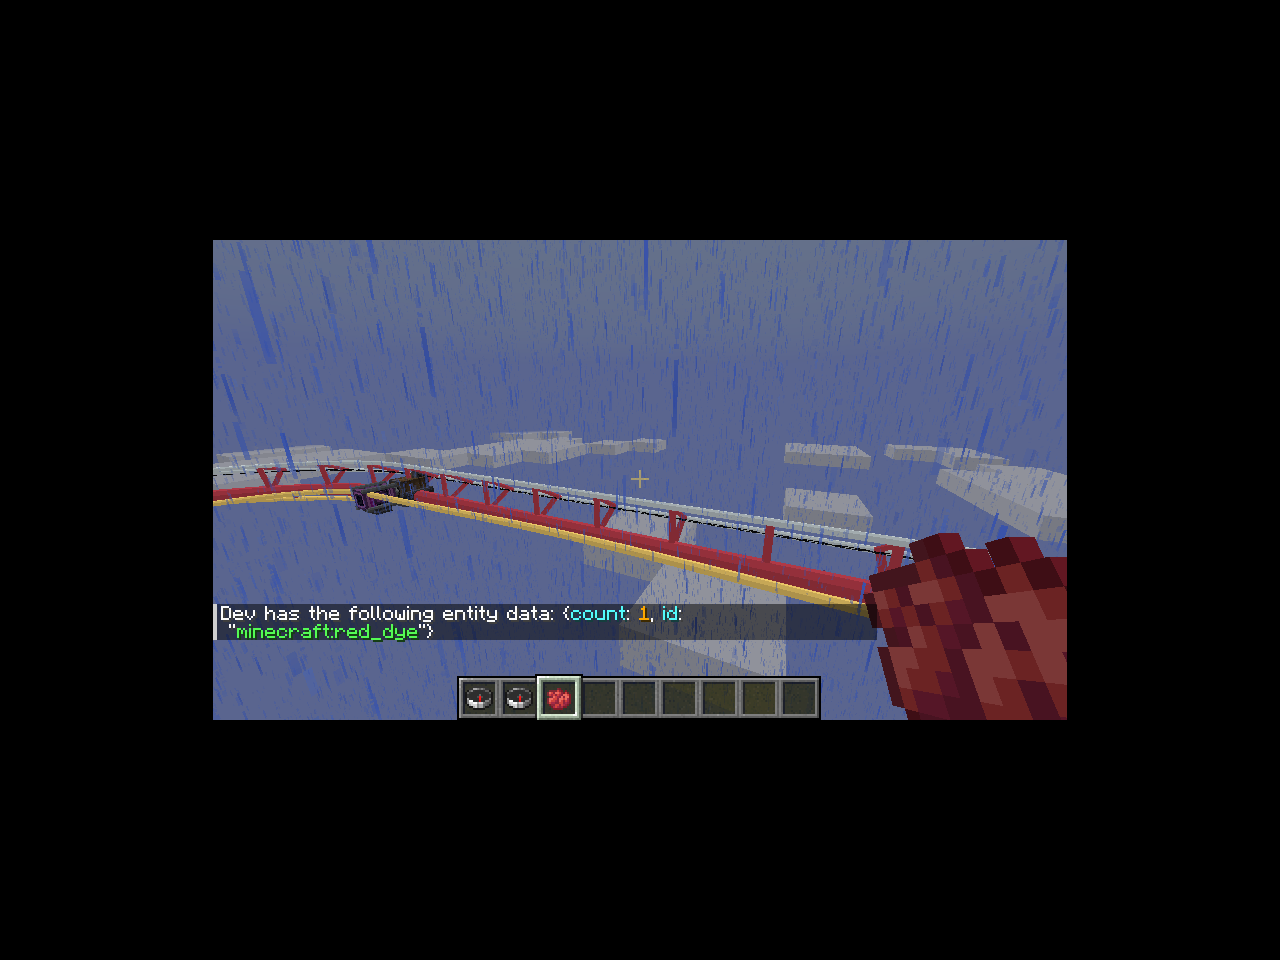 Dev has the following entity data: {count: 1, id:
"minecraft:red_dye"}